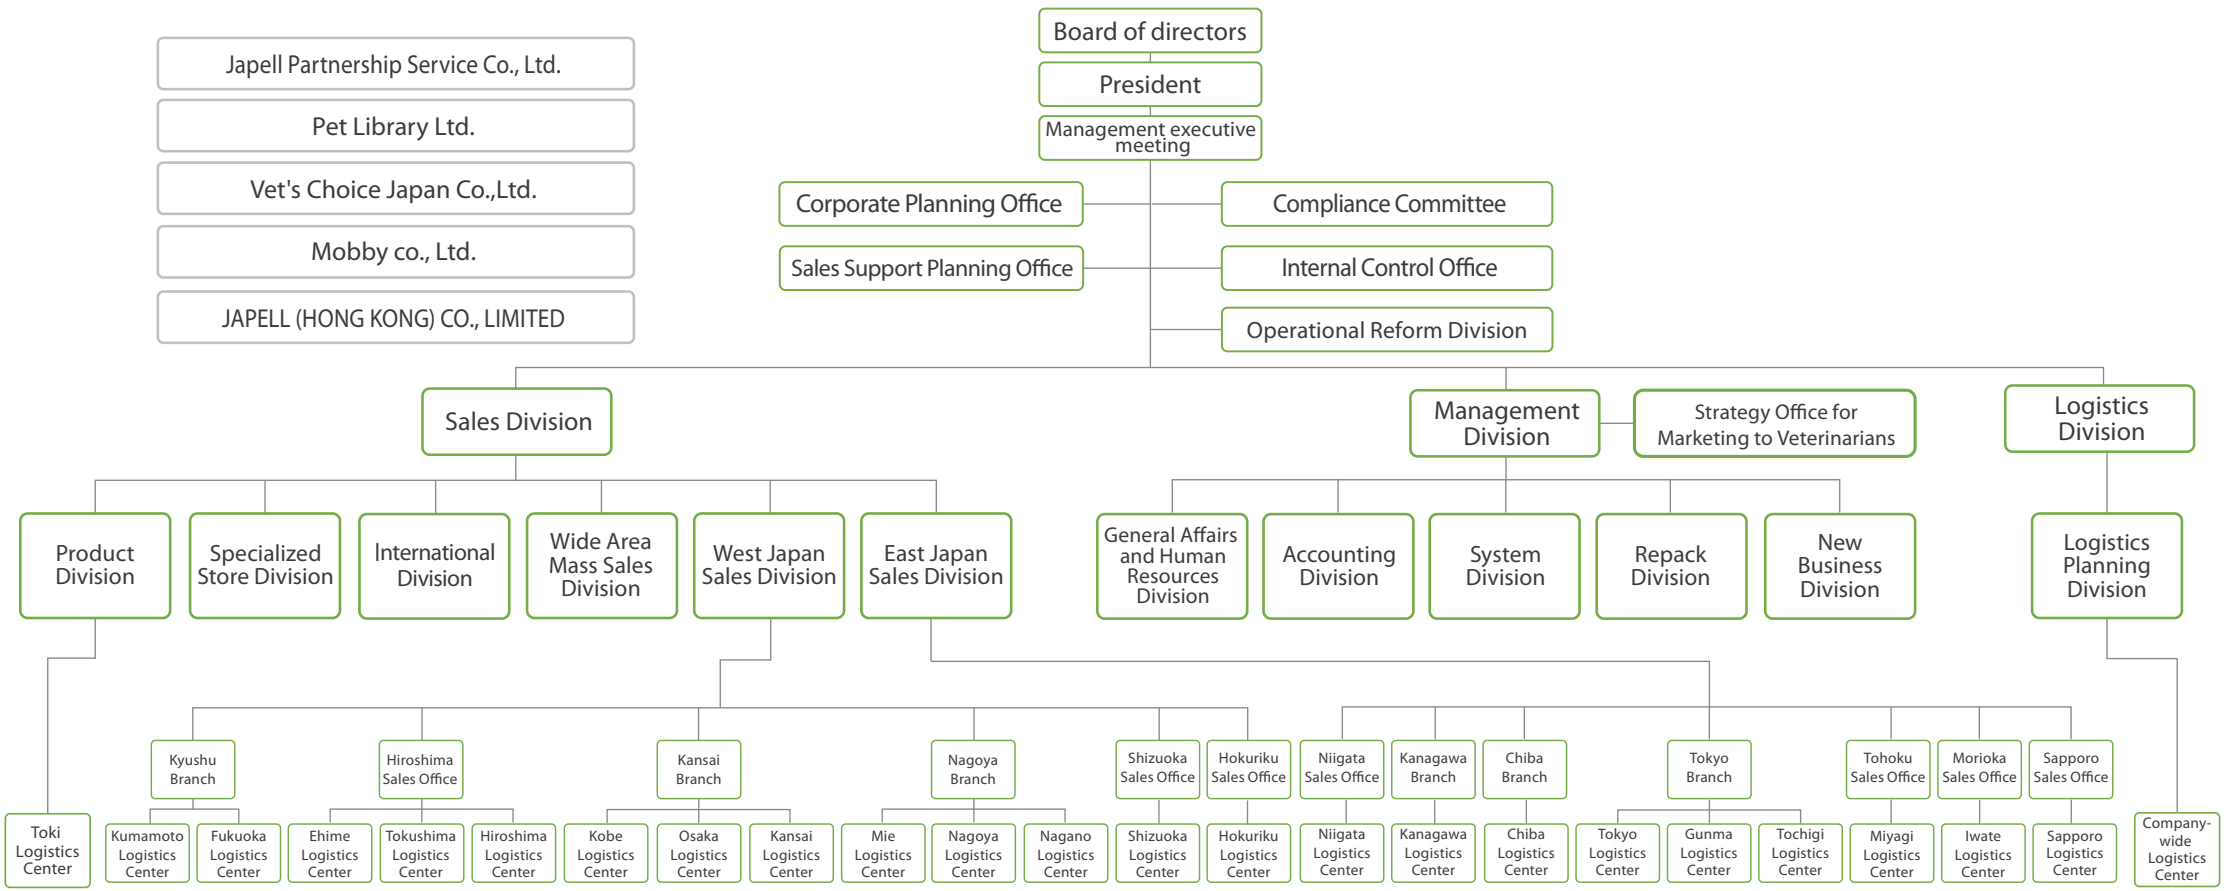 Board of directors
President
Management executive
meeting
Japell Partnership Service Co., Ltd.
Pet Library Ltd.
Vet's Choice Japan Co.,Ltd.
Mobby co., Ltd.
JAPELL (HONG KONG) CO., LIMITED
Corporate Planning Office
Compliance Committee
Sales Support Planning Office
Internal Control Office
Operational Reform Division
Sales Division
Management
Division
Strategy Office for
Marketing to Veterinarians
Logistics
Division
Product
Division
Specialized
Store Division
International
Division
Wide Area
Mass Sales
Division
West Japan
Sales Division
East Japan
Sales Division
General Affairs
and Human
Resources
Division
Accounting
Division
System
Division
Repack
Division
New
Business
Division
Logistics
Planning
Division
Kyushu
Branch
Hiroshima
Sales Office
Kansai
Branch
Nagoya
Branch
Shizuoka
Sales Office
Hokuriku
Sales Office
Niigata
Sales Office
Kanagawa
Branch
Chiba
Branch
Tokyo
Branch
Tohoku
Sales Office
Morioka
Sales Office
Sapporo
Sales Office
Toki
Logistics
Center
Kumamoto
Logistics
Center
Fukuoka
Logistics
Center
Ehime
Logistics
Center
Tokushima
Logistics
Center
Hiroshima
Logistics
Center
Kobe
Logistics
Center
Osaka
Logistics
Center
Kansai
Logistics
Center
Mie
Logistics
Center
Nagoya
Logistics
Center
Nagano
Logistics
Center
Shizuoka
Logistics
Center
Hokuriku
Logistics
Center
Niigata
Logistics
Center
Kanagawa
Logistics
Center
Chiba
Logistics
Center
Tokyo
Logistics
Center
Gunma
Logistics
Center
Tochigi
Logistics
Center
Miyagi
Logistics
Center
Iwate
Logistics
Center
Sapporo
Logistics
Center
Company-
wide
Logistics
Center